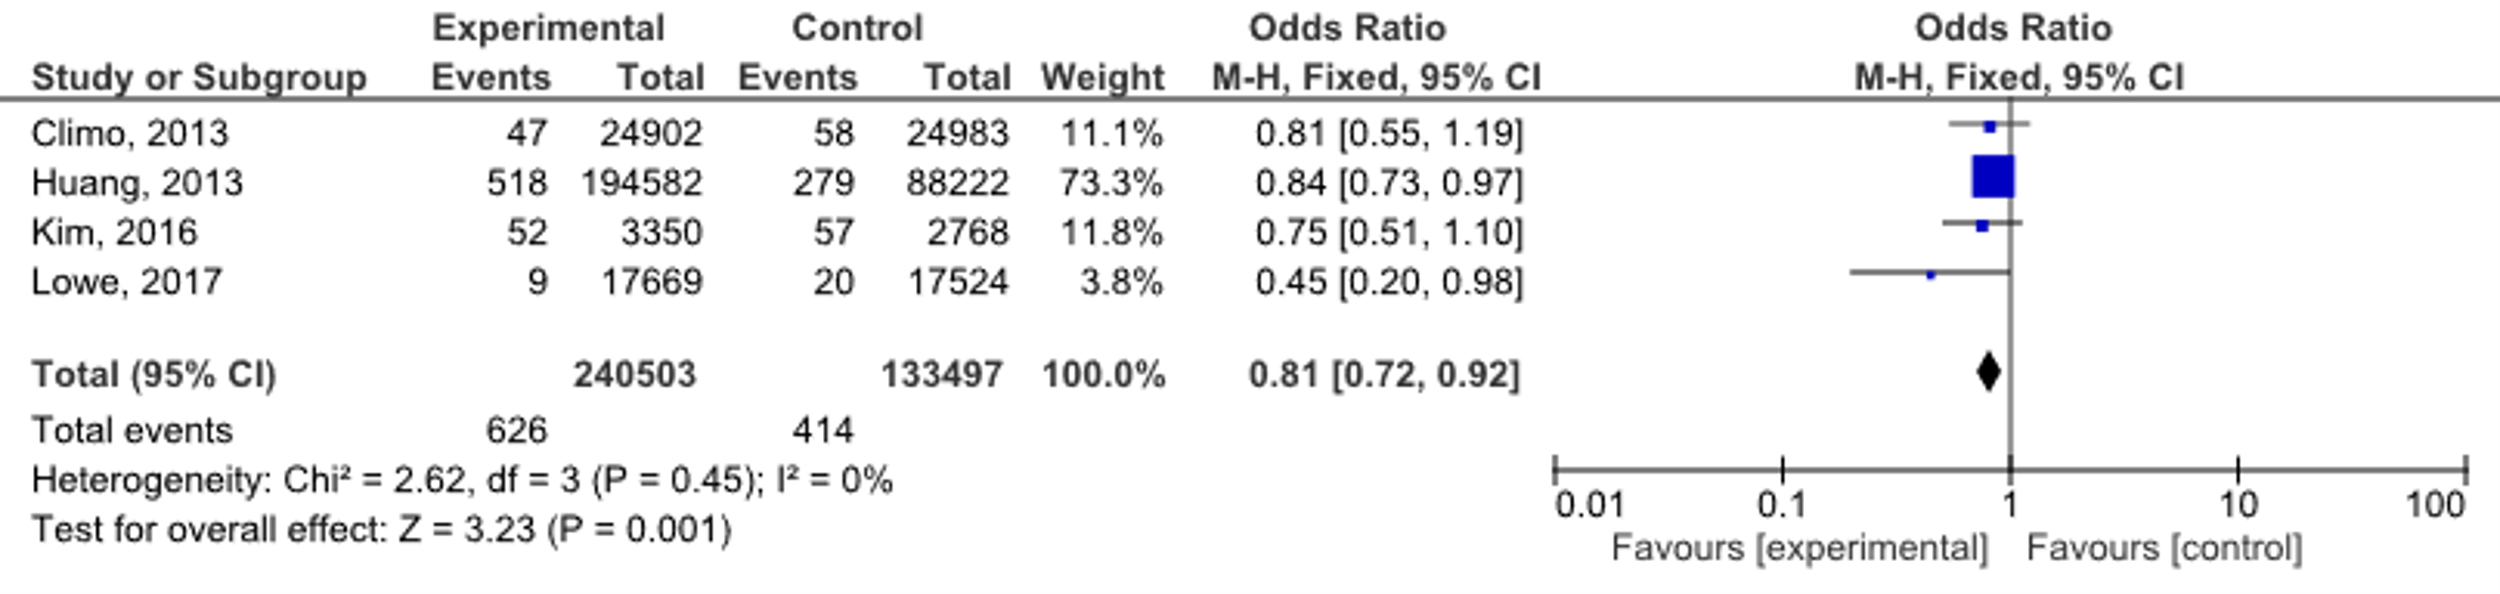 Experimental Control Odds Ratio Odds Ratio
Study or Subgroup Events Total Events Total Weight M-H, Fixed, 95% CI M-H, Fixed, 95% CI
Climo, 2013 47 24902 58 24983 11.1% 0.81 [0.55, 1.19]
Huang, 2013 518 194582 279 88222 73.3% 0.84 [0.73, 0.97]
Kim, 2016 52 3350 57 2768 11.8% 0.75 [0.51, 1.10]
Lowe, 2017 9 17669 20 17524 3.8% 0.45 [0.20, 0.98]
Total (95% CI) 240503 133497 100.0% 0.81 [0.72, 0.92]
Total events 626 414
Heterogeneity: Chi² = 2.62, df = 3 (P = 0.45); I² = 0%
Test for overall effect: Z = 3.23 (P = 0.001)
0.01 0.1 1 10 100
Favours [experimental] Favours [control]